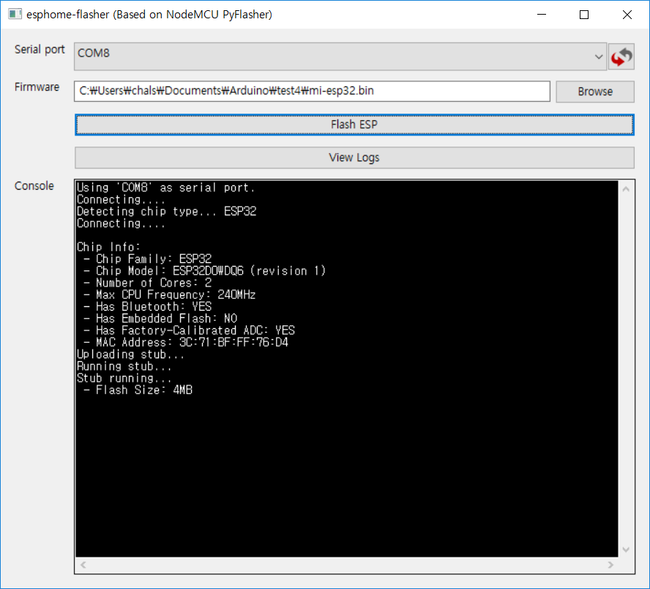 esphome-flasher (Based on NodeMCU PyFlasher)
Serial port
COM8
Firmware
C:₩Users₩chals₩Documents₩Arduino₩test4₩mi-esp32.bin
Browse
Flash ESP
View Logs
Console
Using 'COM8' as serial port.
Connecting....
Detecting chip type... ESP32
Connecting....
Chip Info:
- Chip Family: ESP32
- Chip Model: ESP32D0WDQ6 (revision 1)
- Number of Cores: 2
- Max CPU Frequency: 240MHz
- Has Bluetooth: YES
- Has Embedded Flash: NO
- Has Factory-Calibrated ADC: YES
- MAC Address: 3C:71:BF:FF:76:D4
Uploading stub...
Running stub...
Stub running...
- Flash Size: 4MB